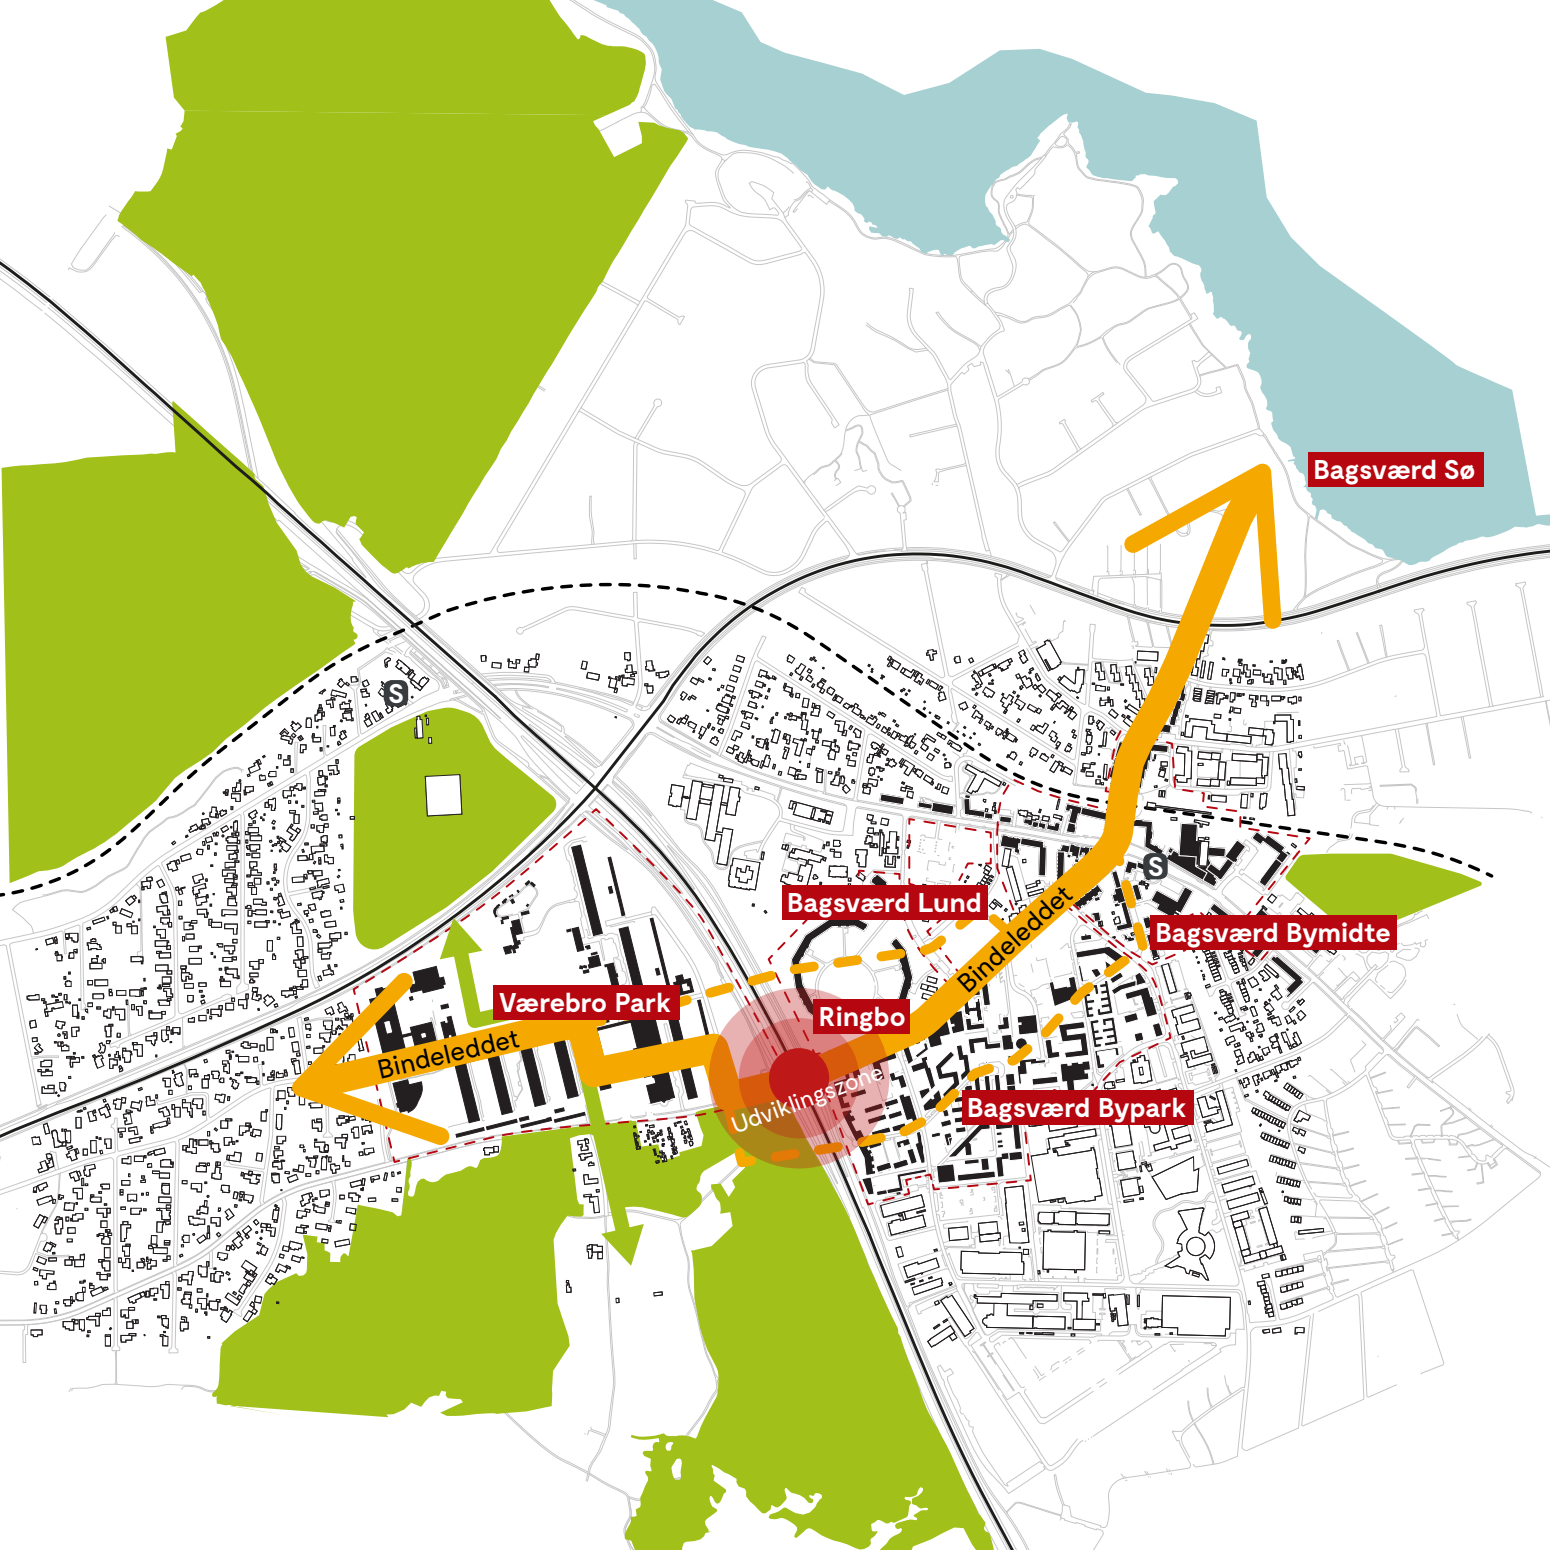 Bagsværd Sø
S
S
Bagsværd Lund
Bindeleddet
Bagsværd Bymidte
Værebro Park
Ringbo
Bindeleddet
Udviklingszone
Bagsværd Bypark